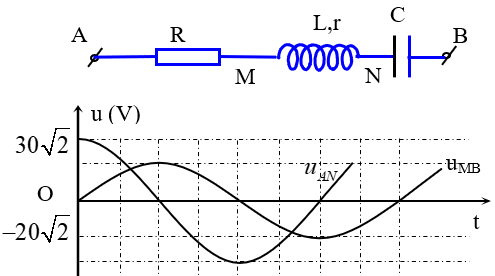 L,r C
A R B
M N
u (V)
30√2
u_AN u_MB
O
t
–20√2